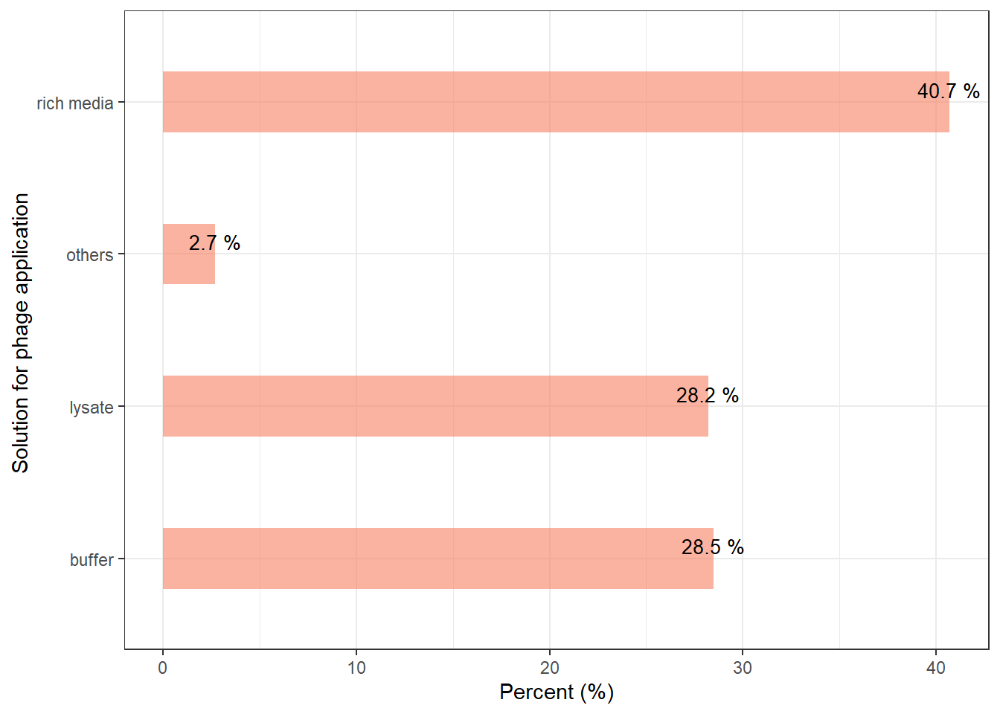 Solution for phage application
rich media
40.7 %
others
2.7 %
lysate
28.2 %
buffer
28.5 %
0 10 20 30 40
Percent (%)